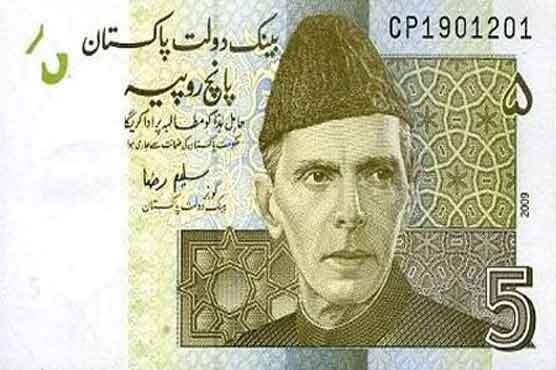 CP1901201
بینک دولت پاکستان
پانچ روپیہ
۵
حامل ہذا کو مطالبہ پر ادا کریگا
حکومت پاکستان کی ضمانت سے جاری ہوا
سلیم رضا
گورنر
بینک دولت پاکستان
2009
5